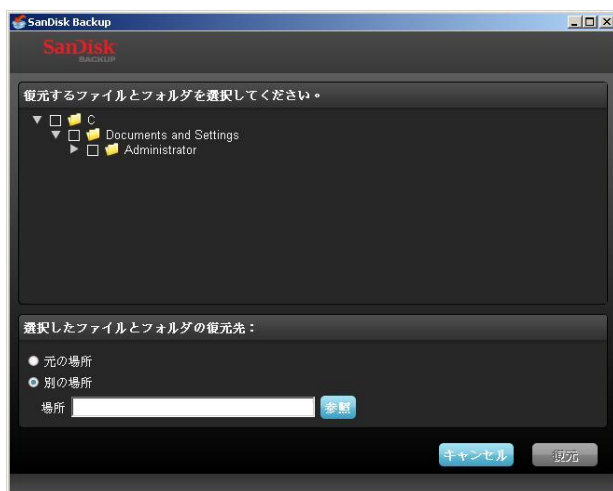 SanDisk Backup
SanDisk
BACKUP
復元するファイルとフォルダを選択してください。
C
Documents and Settings
Administrator
選択したファイルとフォルダの復元先：
元の場所
別の場所
場所 参照
キャンセル 復元